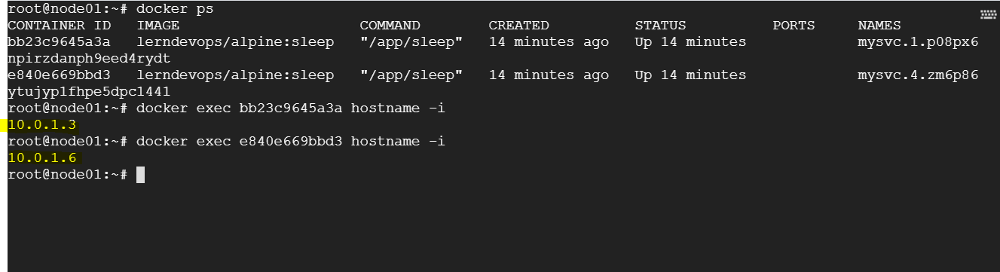 root@node01:~# docker ps
CONTAINER ID   IMAGE                     COMMAND        CREATED          STATUS          PORTS     NAMES
bb23c9645a3a   lerndevops/alpine:sleep   "/app/sleep"   14 minutes ago   Up 14 minutes             mysvc.1.p08px6
npirzdanph9eed4rydt
e840e669bbd3   lerndevops/alpine:sleep   "/app/sleep"   14 minutes ago   Up 14 minutes             mysvc.4.zm6p86
ytujyp1fhpe5dpc1441
root@node01:~# docker exec bb23c9645a3a hostname -i
10.0.1.3
root@node01:~# docker exec e840e669bbd3 hostname -i
10.0.1.6
root@node01:~#